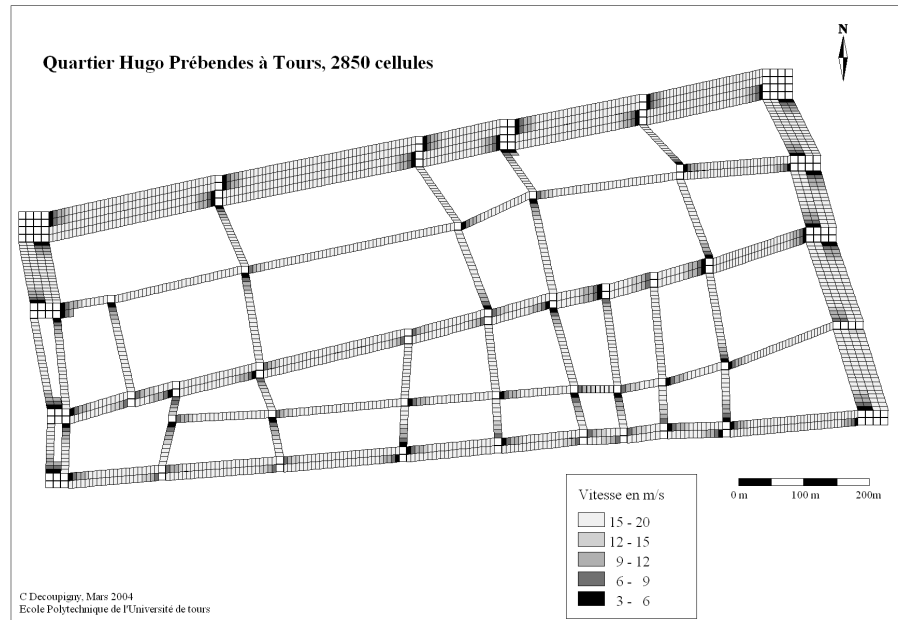 N
Quartier Hugo Prébendes à Tours, 2850 cellules
Vitesse en m/s
15 - 20
12 - 15
9 - 12
6 - 9
3 - 6
0 m 100 m 200m
C Decoupigny, Mars 2004
Ecole Polytechnique de l'Université de tours